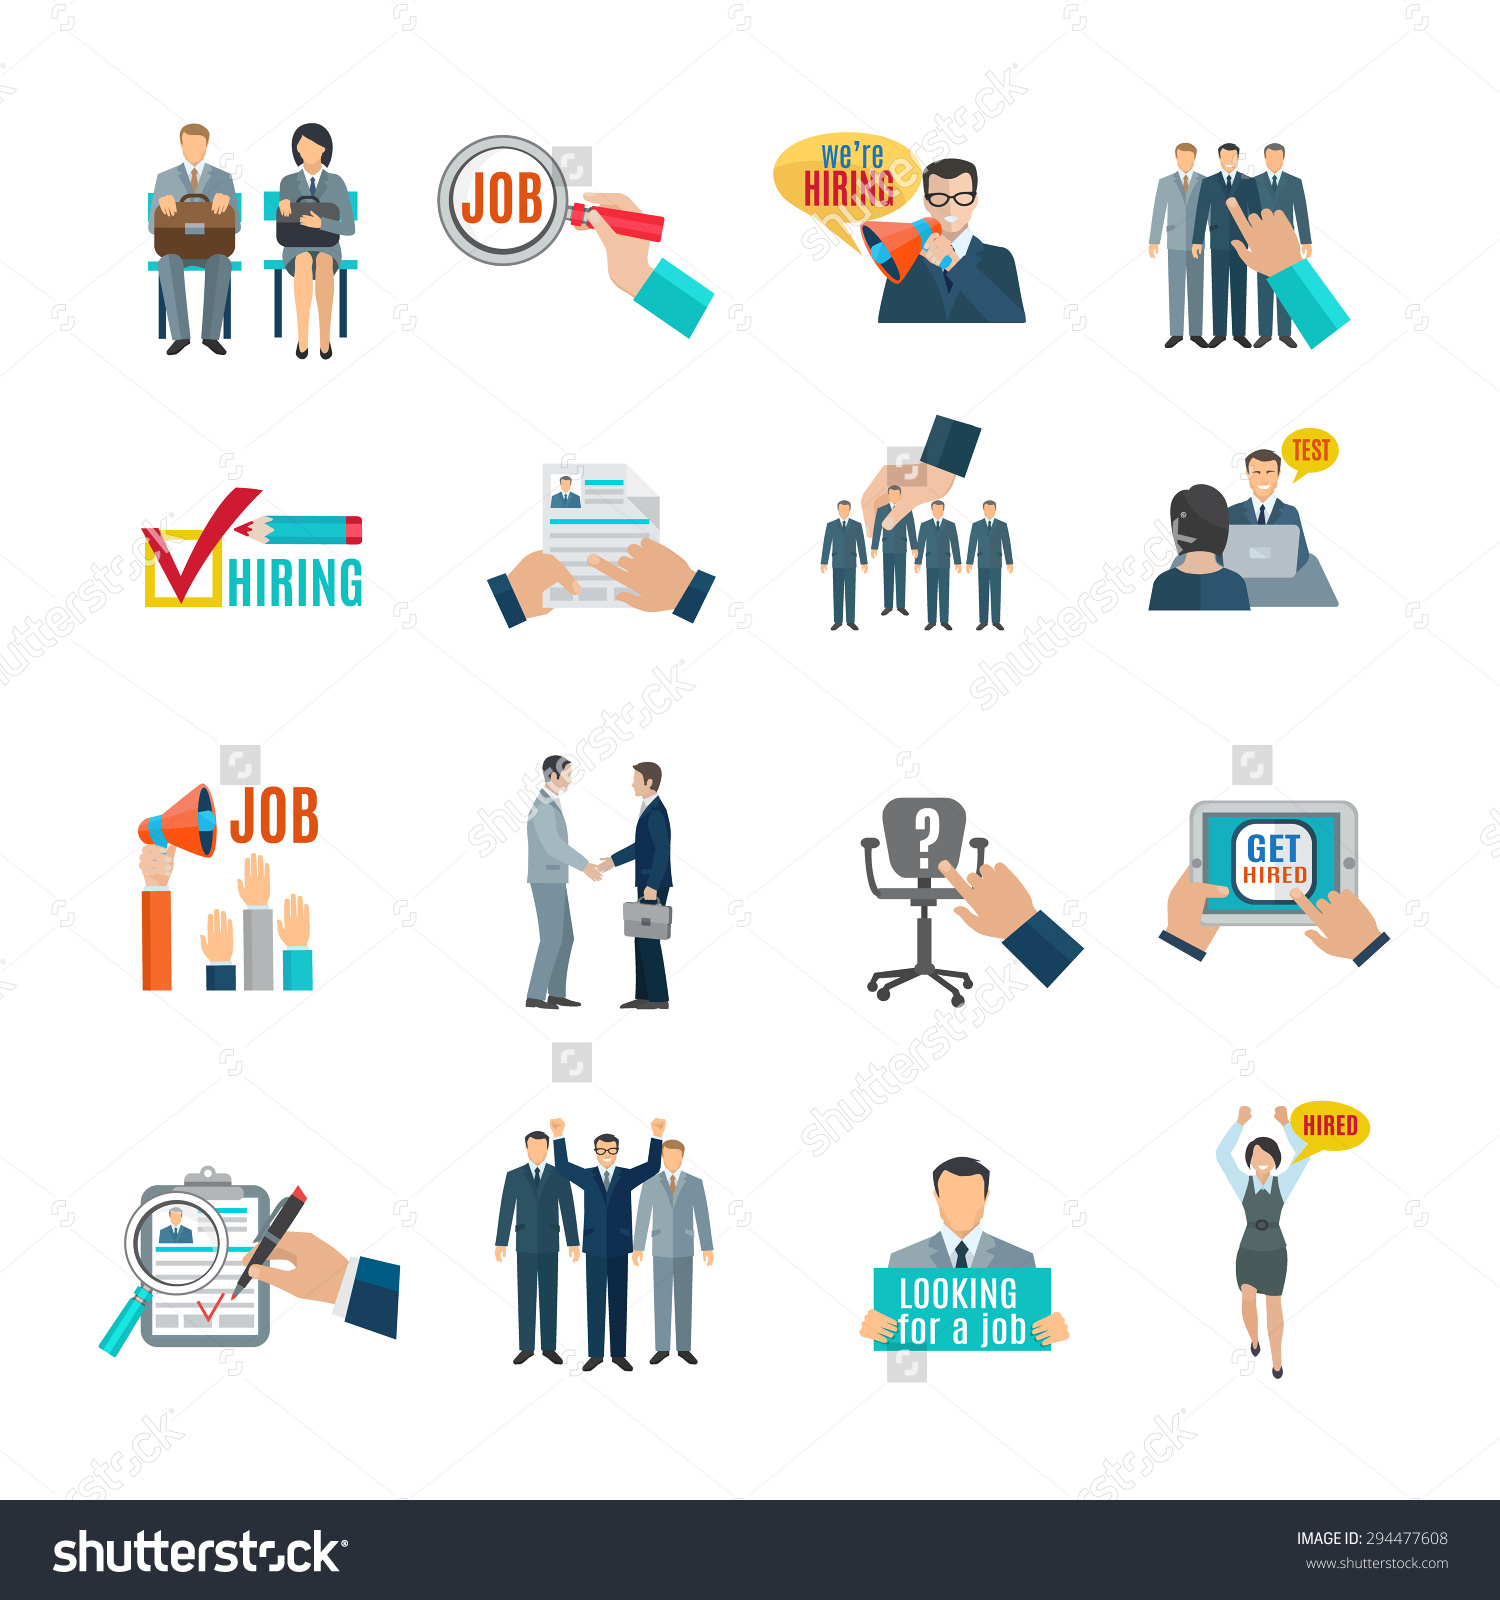 JOB
we're
HIRING
TEST
HIRING
JOB
?
GET
HIRED
HIRED
LOOKING
for a job
shutterstock
IMAGE ID: 294477608
www.shutterstock.com